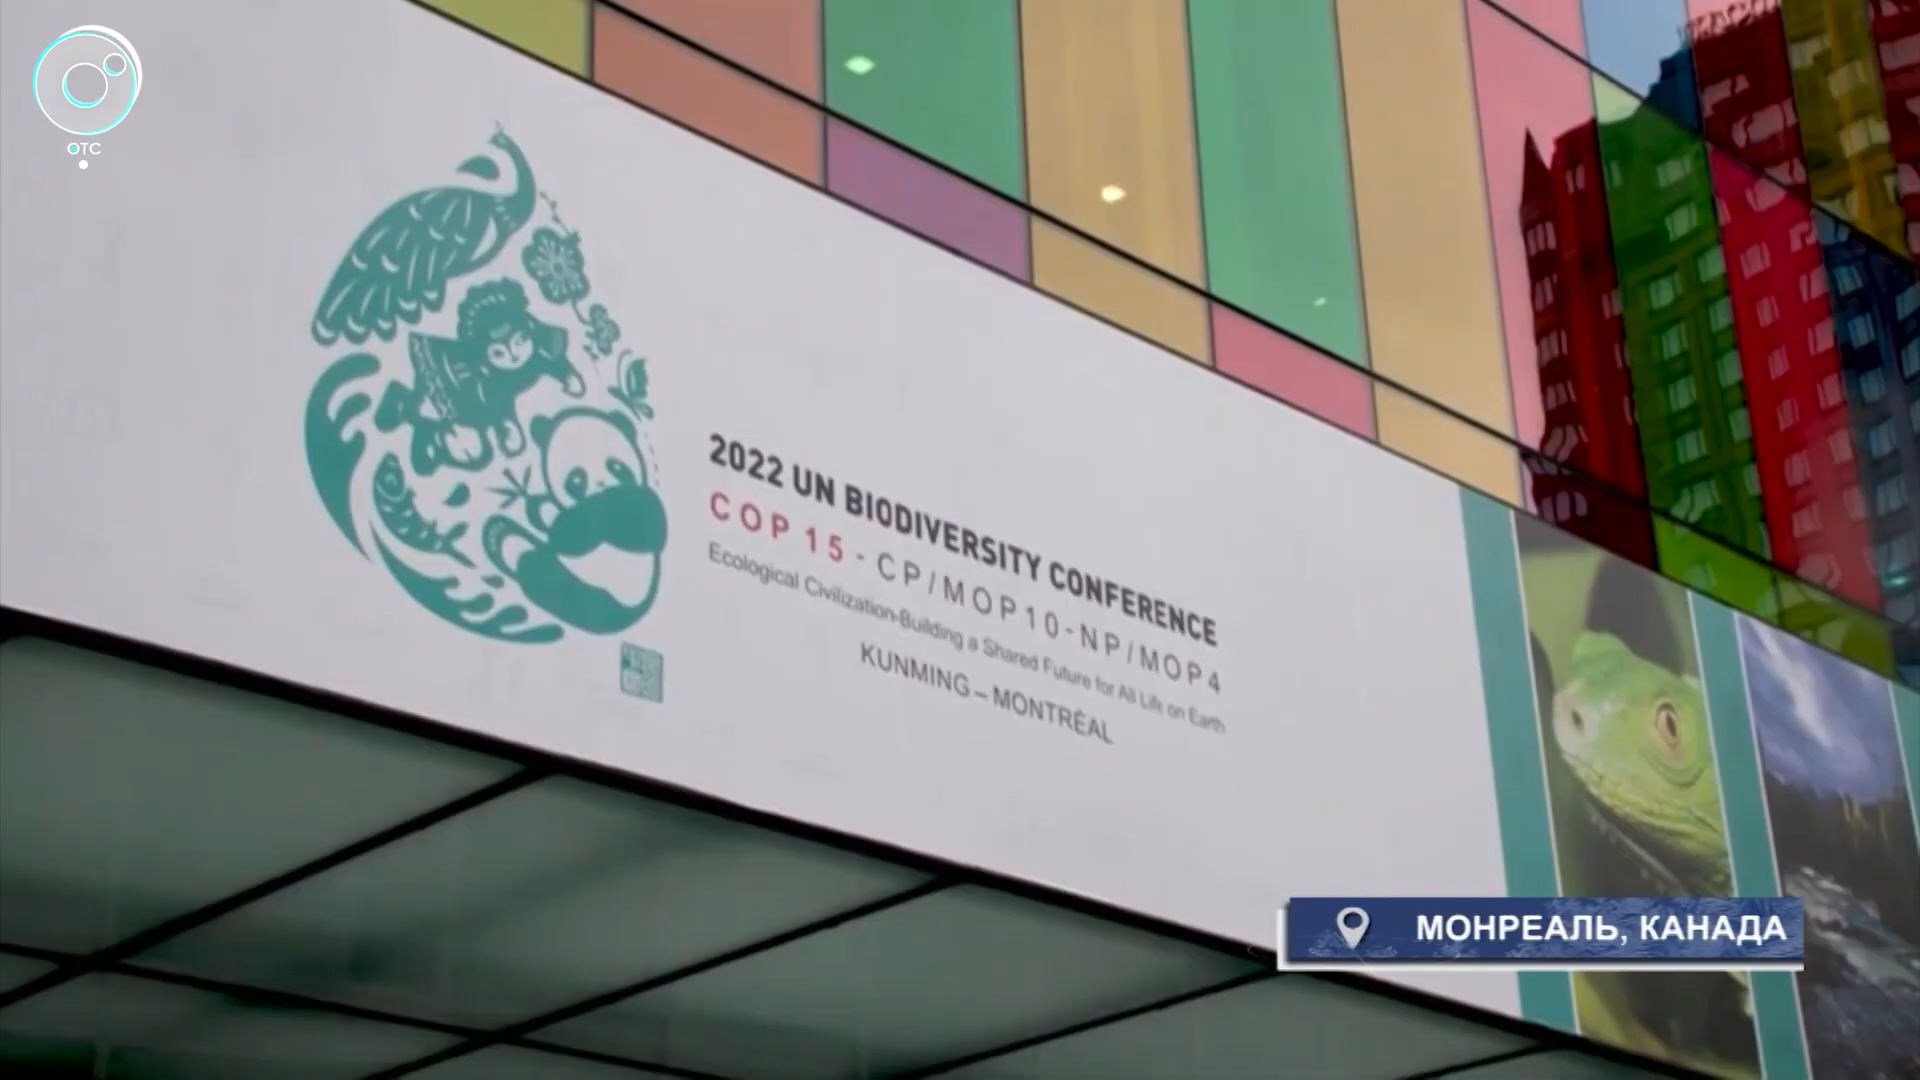 ОТС
2022 UN BIODIVERSITY CONFERENCE
COP 15 - CP/MOP10-NP/MOP4
Ecological Civilization-Building a Shared Future for All Life on Earth
KUNMING – MONTRÉAL
МОНРЕАЛЬ, КАНАДА